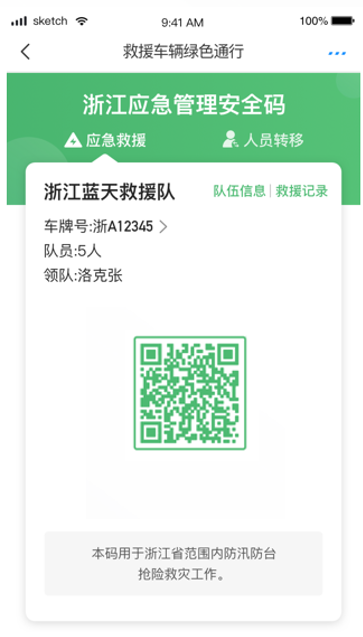 sketch 9:41 AM 100%
救援车辆绿色通行
浙江应急管理安全码
应急救援 人员转移
浙江蓝天救援队 队伍信息 | 救援记录
车牌号:浙A12345
队员:5人
领队:洛克张
本码用于浙江省范围内防汛防台
抢险救灾工作。